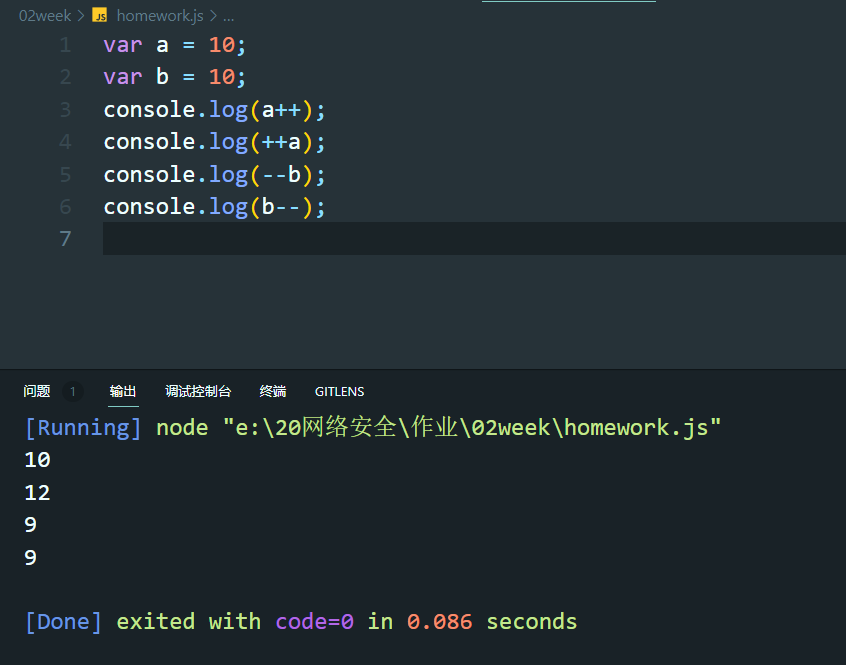 02week > JS homework.js > ...
1 var a = 10;
2 var b = 10;
3 console.log(a++);
4 console.log(++a);
5 console.log(--b);
6 console.log(b--);
7
问题 1 输出 调试控制台 终端 GITLENS
[Running] node "e:\20网络安全\作业\02week\homework.js"
10
12
9
9
[Done] exited with code=0 in 0.086 seconds